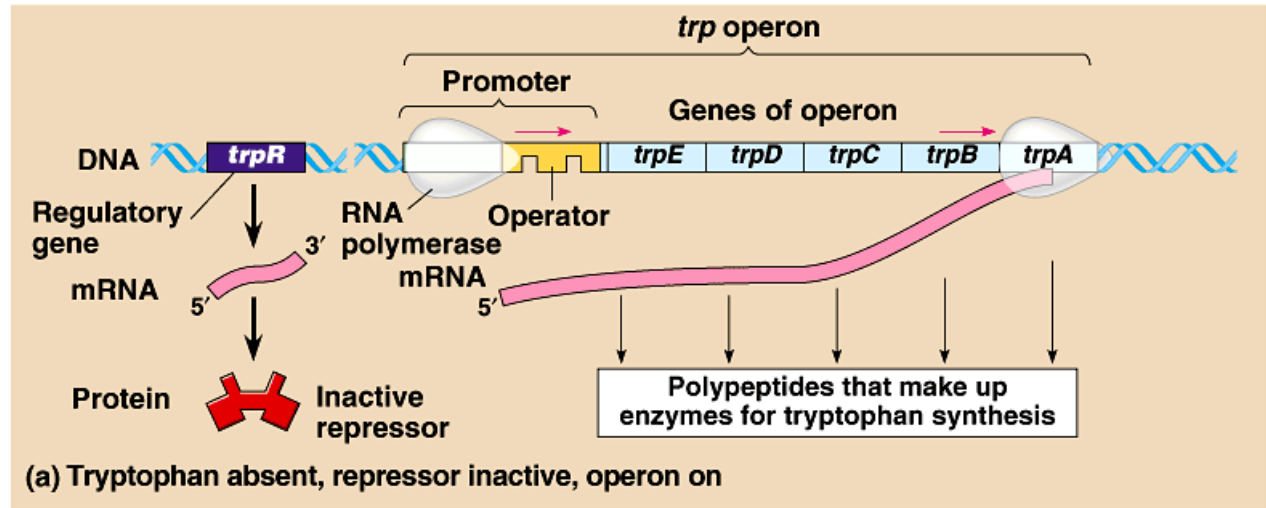 trp operon
Promoter
Genes of operon
DNA
trpR
trpE
trpD
trpC
trpB
trpA
Regulatory
gene
RNA
polymerase
Operator
mRNA
3′
5′
mRNA
5′
Protein
Inactive
repressor
Polypeptides that make up
enzymes for tryptophan synthesis
(a) Tryptophan absent, repressor inactive, operon on